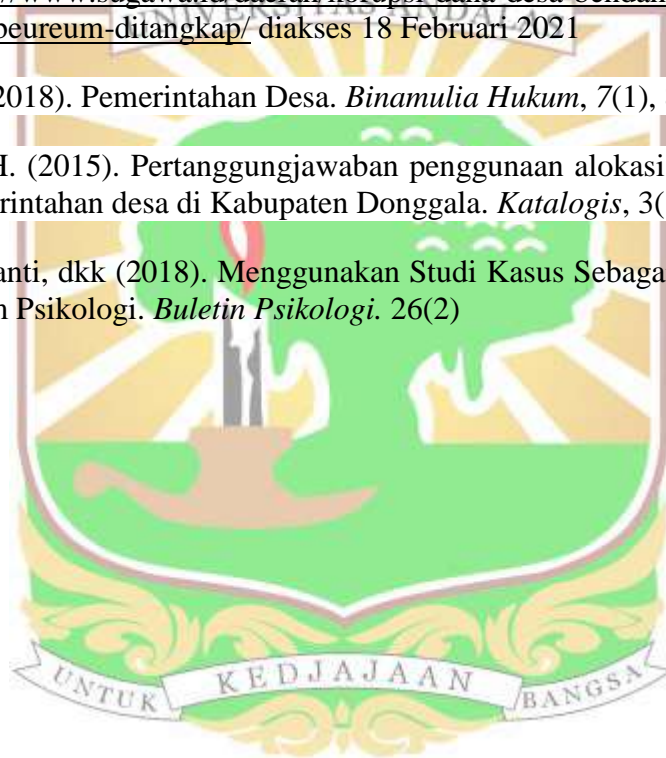 diakses 18 Februari 2021
UNIVERSITAS ANDALAS
peureum-ditangkap/
2018). Pemerintahan Desa. Binamulia Hukum, 7(1),
H. (2015). Pertanggungjawaban penggunaan alokasi
rintahan desa di Kabupaten Donggala. Katalogis, 3(
anti, dkk (2018). Menggunakan Studi Kasus Sebaga
n Psikologi. Buletin Psikologi. 26(2)
UNTUK KEDJAJAAN BANGSA